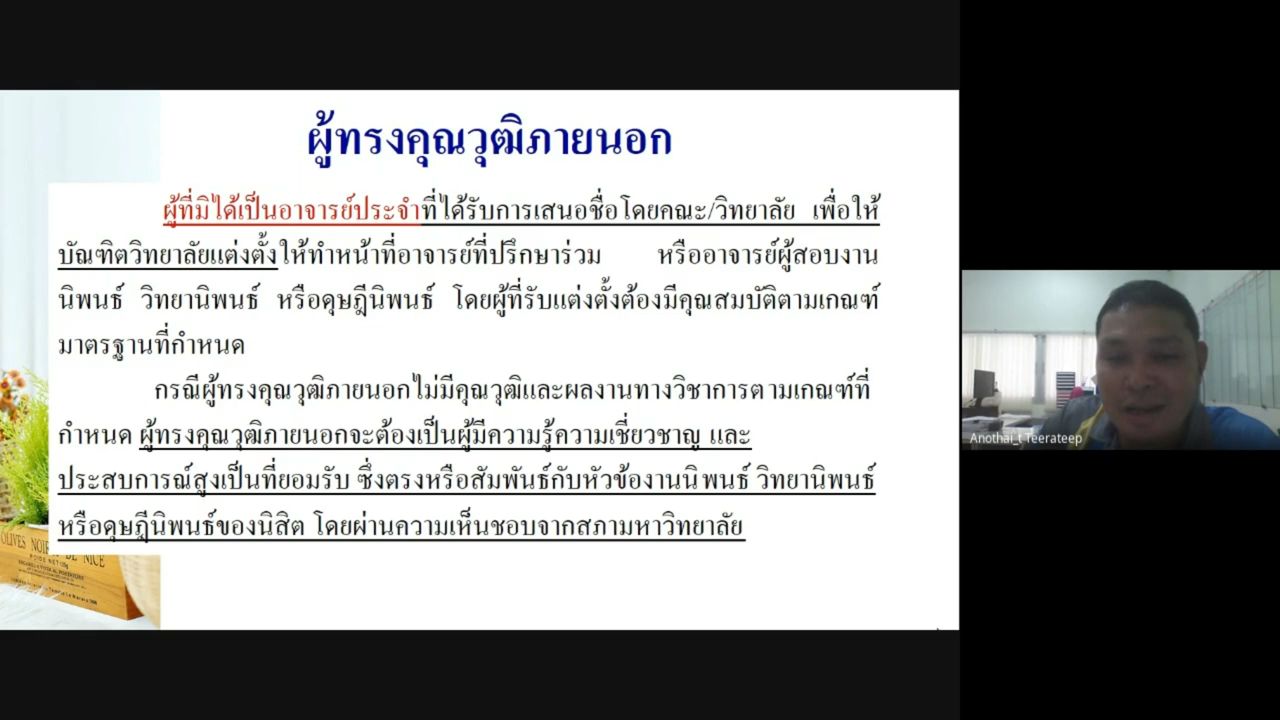 ผู้ทรงคุณวุฒิภายนอก
ผู้ที่มิได้เป็นอาจารย์ประจำที่ได้รับการเสนอชื่อโดยคณะ/วิทยาลัย เพื่อให้
บัณฑิตวิทยาลัยแต่งตั้งให้ทำหน้าที่อาจารย์ที่ปรึกษาร่วม หรืออาจารย์ผู้สอบงาน
นิพนธ์ วิทยานิพนธ์ หรือดุษฎีนิพนธ์ โดยผู้ที่รับแต่งตั้งต้องมีคุณสมบัติตามเกณฑ์
มาตรฐานที่กำหนด
กรณีผู้ทรงคุณวุฒิภายนอกไม่มีคุณวุฒิและผลงานทางวิชาการตามเกณฑ์ที่
กำหนด ผู้ทรงคุณวุฒิภายนอกจะต้องเป็นผู้มีความรู้ความเชี่ยวชาญ และ
ประสบการณ์สูงเป็นที่ยอมรับ ซึ่งตรงหรือสัมพันธ์กับหัวข้องานนิพนธ์ วิทยานิพนธ์
หรือดุษฎีนิพนธ์ของนิสิต โดยผ่านความเห็นชอบจากสภามหาวิทยาลัย
OLIVES NOIR DE NICE
Anothai_t Teerateep